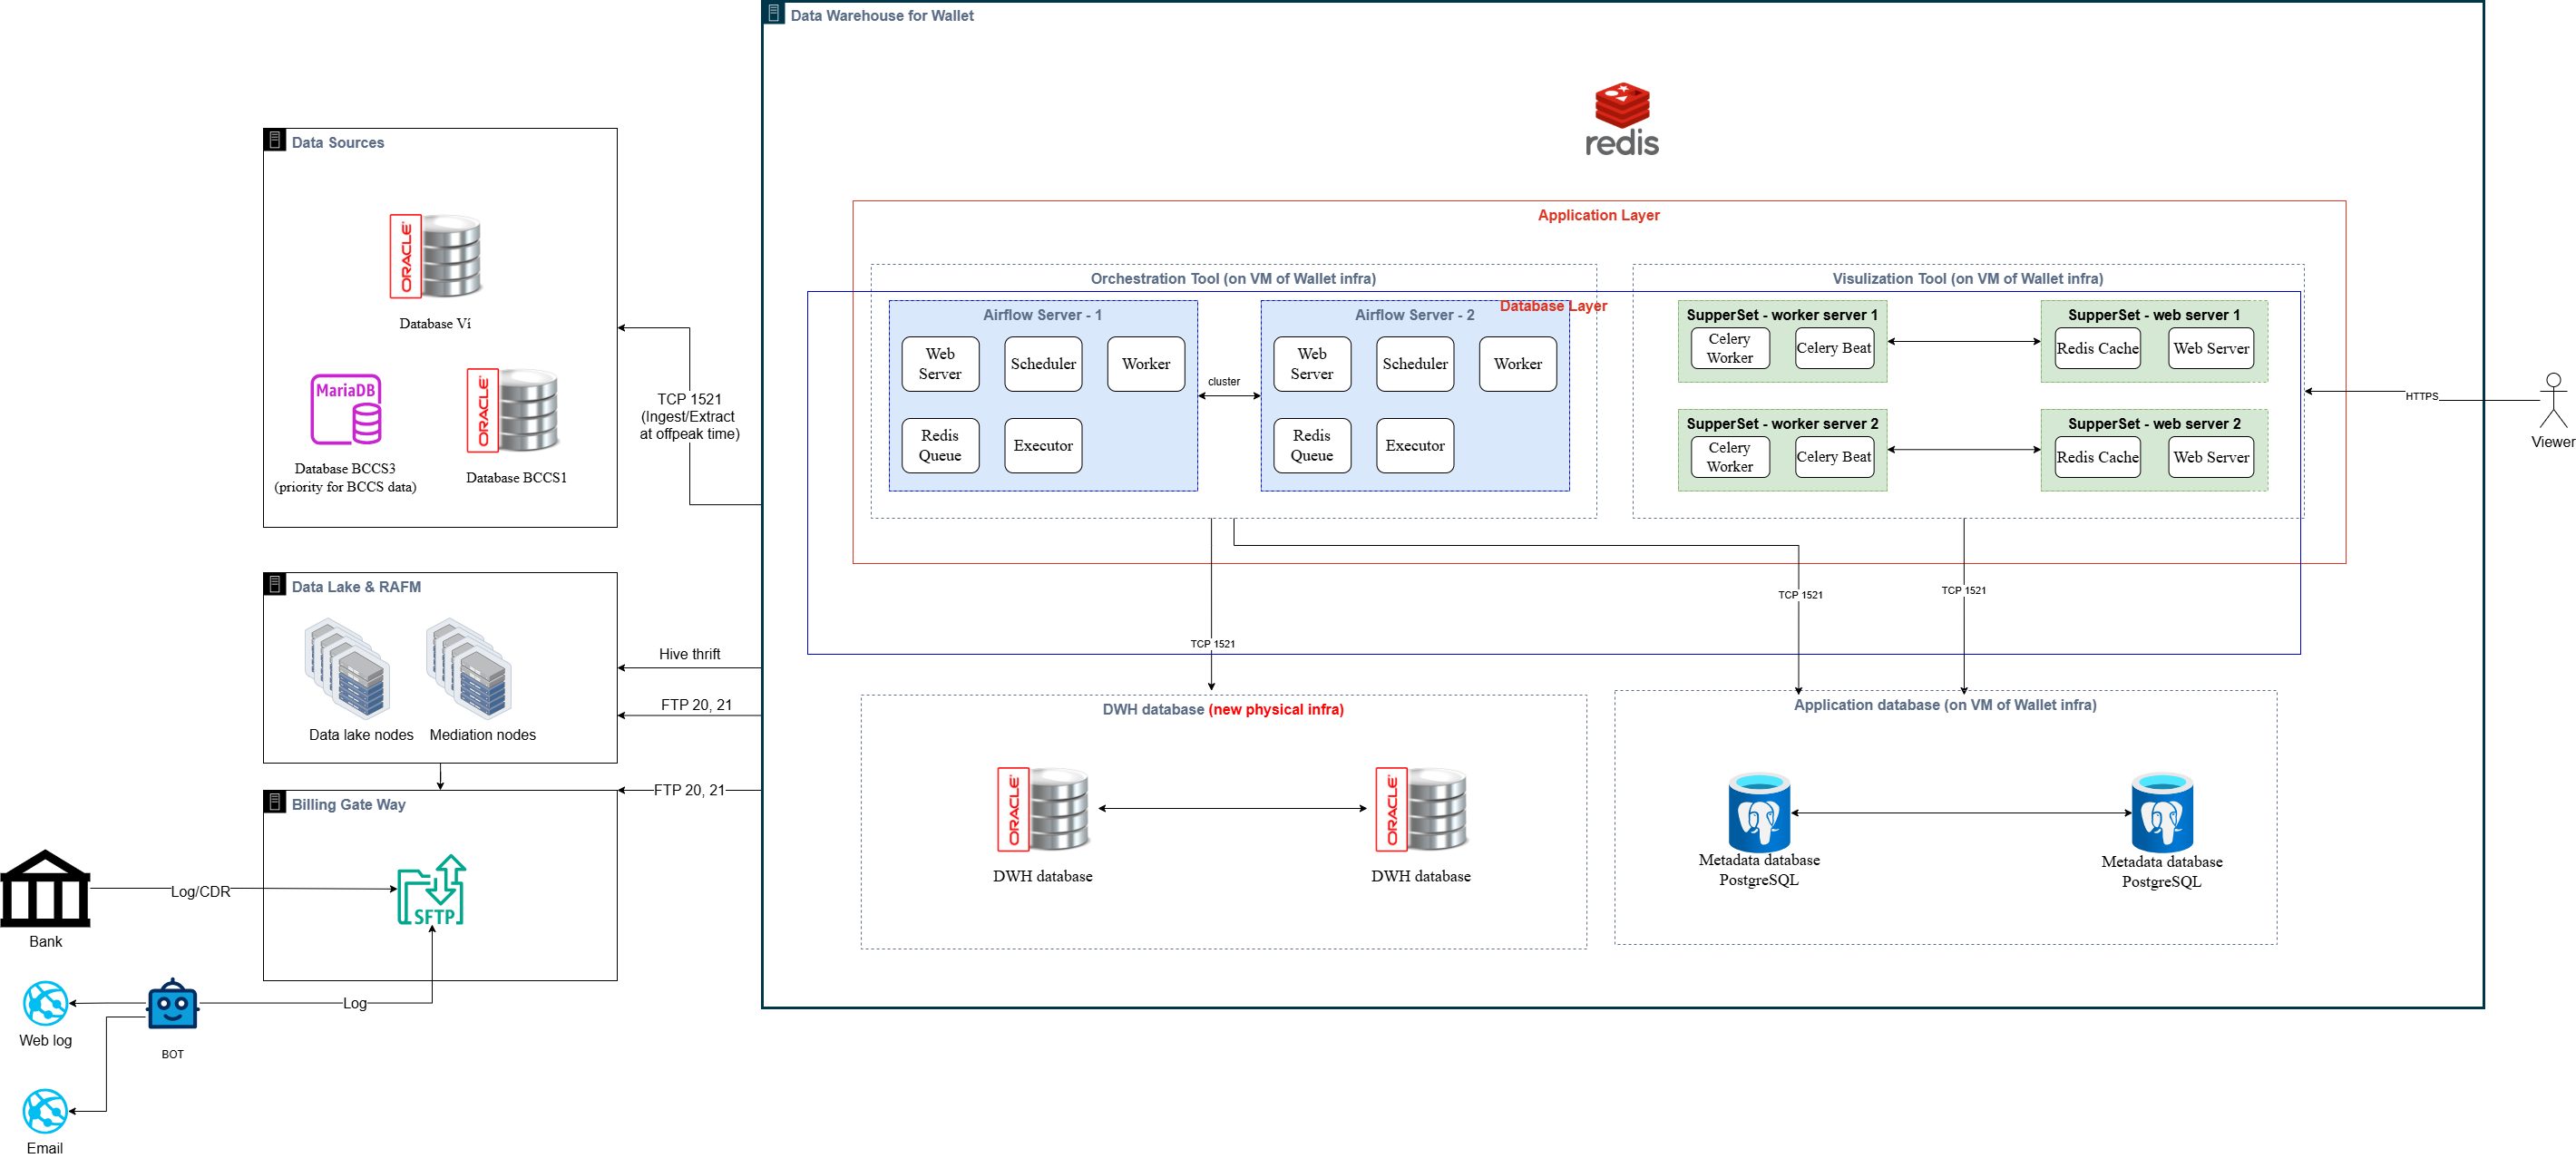 Data Warehouse for Wallet
redis
Data Sources
ORACLE
Database Ví
MariaDB
Database BCCS3
(priority for BCCS data)
ORACLE
Database BCCS1
TCP 1521
(Ingest/Extract
at offpeak time)
Application Layer
Orchestration Tool (on VM of Wallet infra)
Database Layer
Airflow Server - 1
Web
Server
Scheduler
Worker
Redis
Queue
Executor
cluster
Airflow Server - 2
Web
Server
Scheduler
Worker
Redis
Queue
Executor
Visulization Tool (on VM of Wallet infra)
SupperSet - worker server 1
Celery
Worker
Celery Beat
SupperSet - web server 1
Redis Cache
Web Server
SupperSet - worker server 2
Celery
Worker
Celery Beat
SupperSet - web server 2
Redis Cache
Web Server
HTTPS
Viewer
TCP 1521
TCP 1521
TCP 1521
Data Lake & RAFM
Data lake nodes
Mediation nodes
Hive thrift
FTP 20, 21
FTP 20, 21
Billing Gate Way
SFTP
Log/CDR
Bank
Log
BOT
Web log
Email
DWH database (new physical infra)
ORACLE
DWH database
ORACLE
DWH database
Application database (on VM of Wallet infra)
Metadata database
PostgreSQL
Metadata database
PostgreSQL